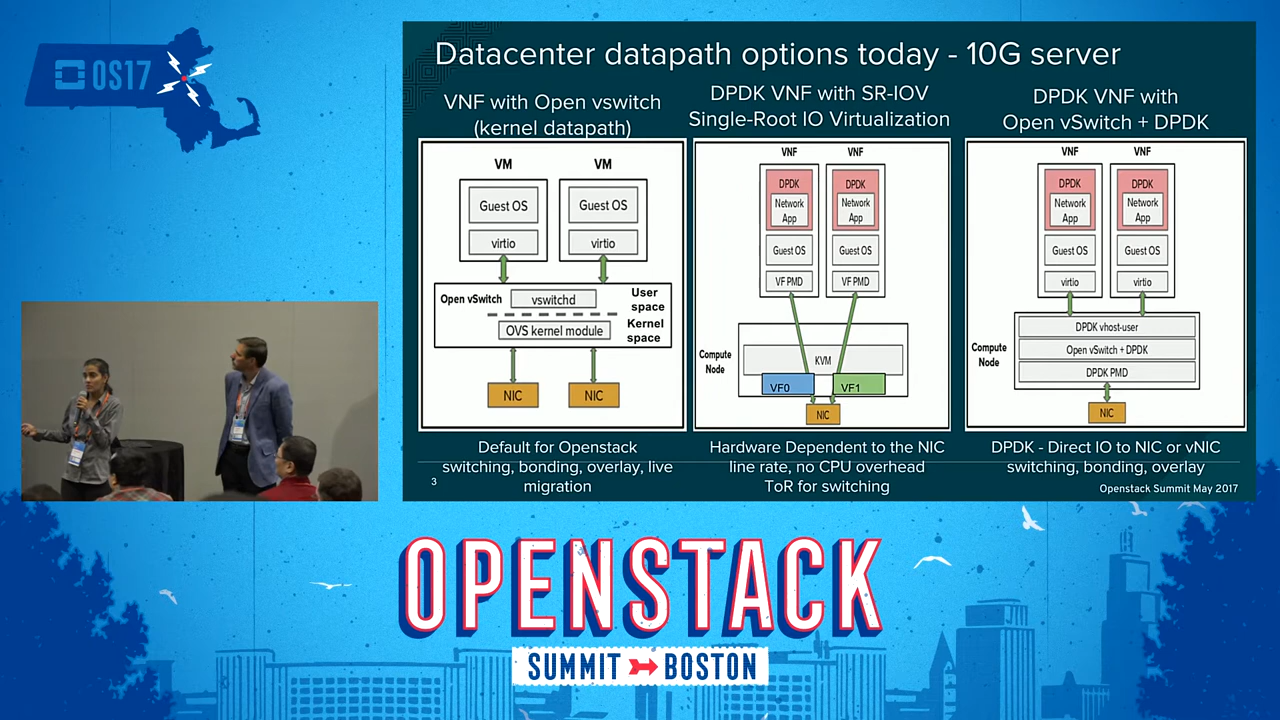 OS17
Datacenter datapath options today - 10G server
VNF with Open vswitch
(kernel datapath)
VM
VM
Guest OS
Guest OS
virtio
virtio
Open vSwitch
vswitchd
User
space
OVS kernel module
Kernel
space
NIC
NIC
Default for Openstack
switching, bonding, overlay, live
migration
DPDK VNF with SR-IOV
Single-Root IO Virtualization
VNF
VNF
DPDK
DPDK
Network
App
Network
App
Guest OS
Guest OS
VF PMD
VF PMD
Compute
Node
KVM
VF0
VF1
NIC
Hardware Dependent to the NIC
line rate, no CPU overhead
ToR for switching
DPDK VNF with
Open vSwitch + DPDK
VNF
VNF
DPDK
DPDK
Network
App
Network
App
Guest OS
Guest OS
virtio
virtio
Compute
Node
DPDK vhost-user
Open vSwitch + DPDK
DPDK PMD
NIC
DPDK - Direct IO to NIC or vNIC
switching, bonding, overlay
3
Openstack Summit May 2017
OPENSTACK
SUMMIT BOSTON